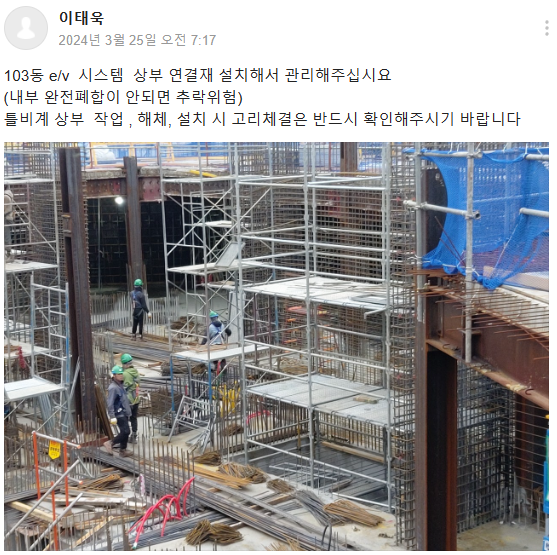 이태욱
2024년 3월 25일 오전 7:17
103동 e/v 시스템 상부 연결재 설치해서 관리해주십시요
(내부 완전폐합이 안되면 추락위험)
틀비계 상부 작업 , 해체, 설치 시 고리체결은 반드시 확인해주시기 바랍니다